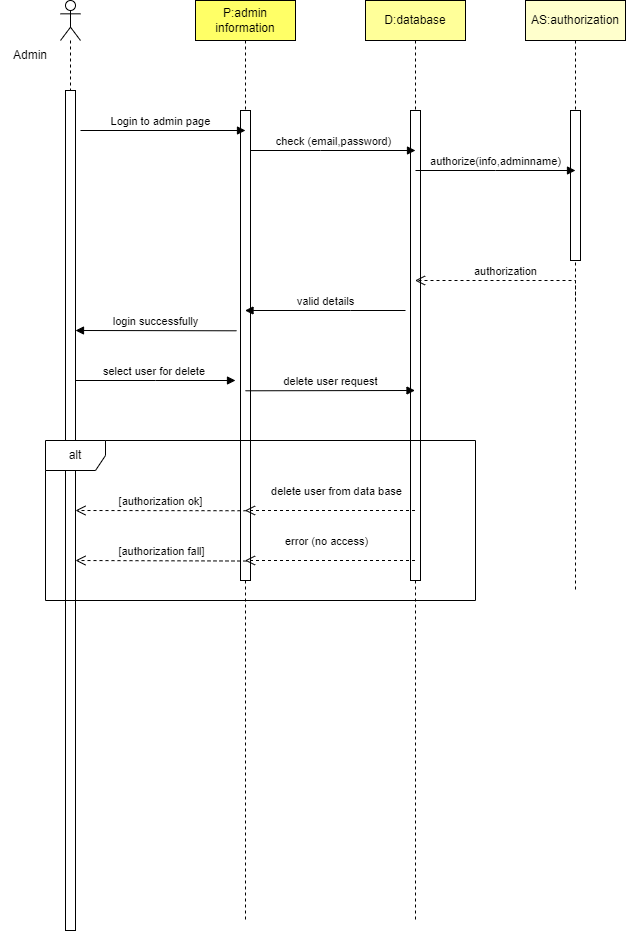 P:admin
information
D:database
AS:authorization
Admin
Login to admin page
check (email,password)
authorize(info,adminname)
authorization
valid details
login successfully
select user for delete
delete user request
alt
delete user from data base
[authorization ok]
error (no access)
[authorization fall]